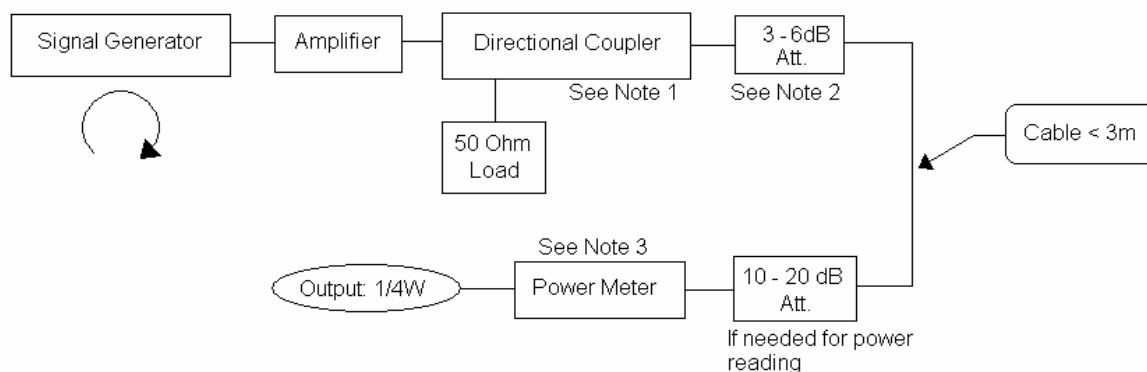 Signal Generator
Amplifier
Directional Coupler
3 - 6dB
Att.
See Note 1
See Note 2
50 Ohm
Load
Cable < 3m
See Note 3
Output: 1/4W
Power Meter
10 - 20 dB
Att.
If needed for power
reading